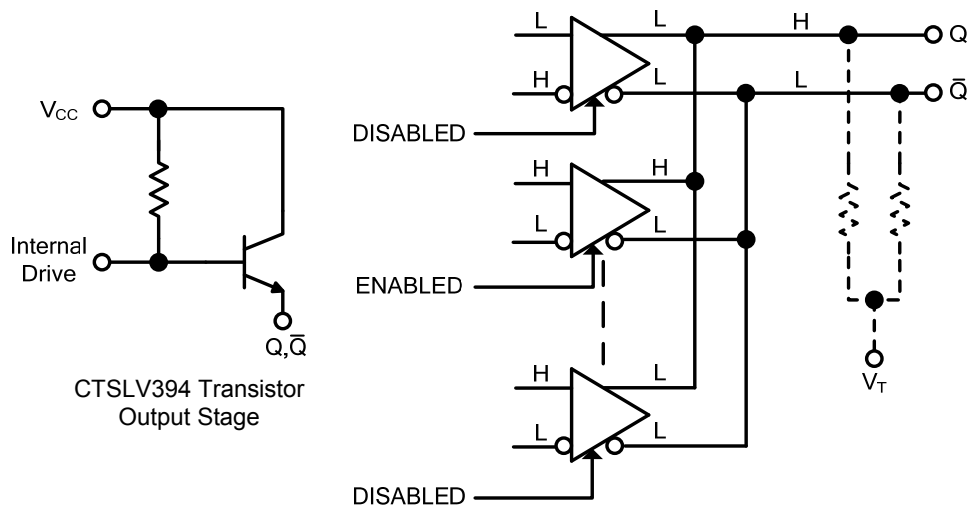 V_CC
Internal
Drive
Q,Q̅
CTSLV394 Transistor
Output Stage
L L H Q
H L L Q̅
DISABLED
H H
L L
ENABLED
H L
L L
DISABLED
V_T